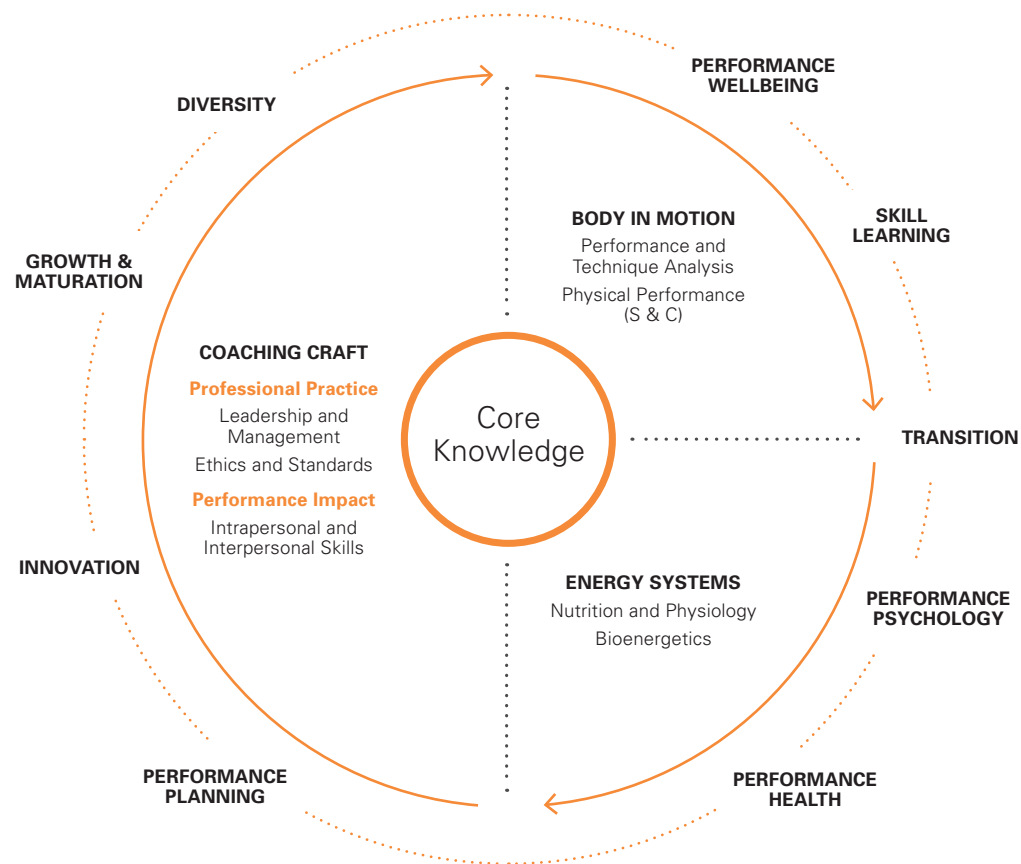 PERFORMANCE
WELLBEING
DIVERSITY
SKILL
LEARNING
BODY IN MOTION
Performance and
Technique Analysis
Physical Performance
(S & C)
GROWTH &
MATURATION
COACHING CRAFT
Professional Practice
Leadership and
Management
Ethics and Standards
Performance Impact
Intrapersonal and
Interpersonal Skills
Core
Knowledge
TRANSITION
INNOVATION
ENERGY SYSTEMS
Nutrition and Physiology
Bioenergetics
PERFORMANCE
PSYCHOLOGY
PERFORMANCE
PLANNING
PERFORMANCE
HEALTH